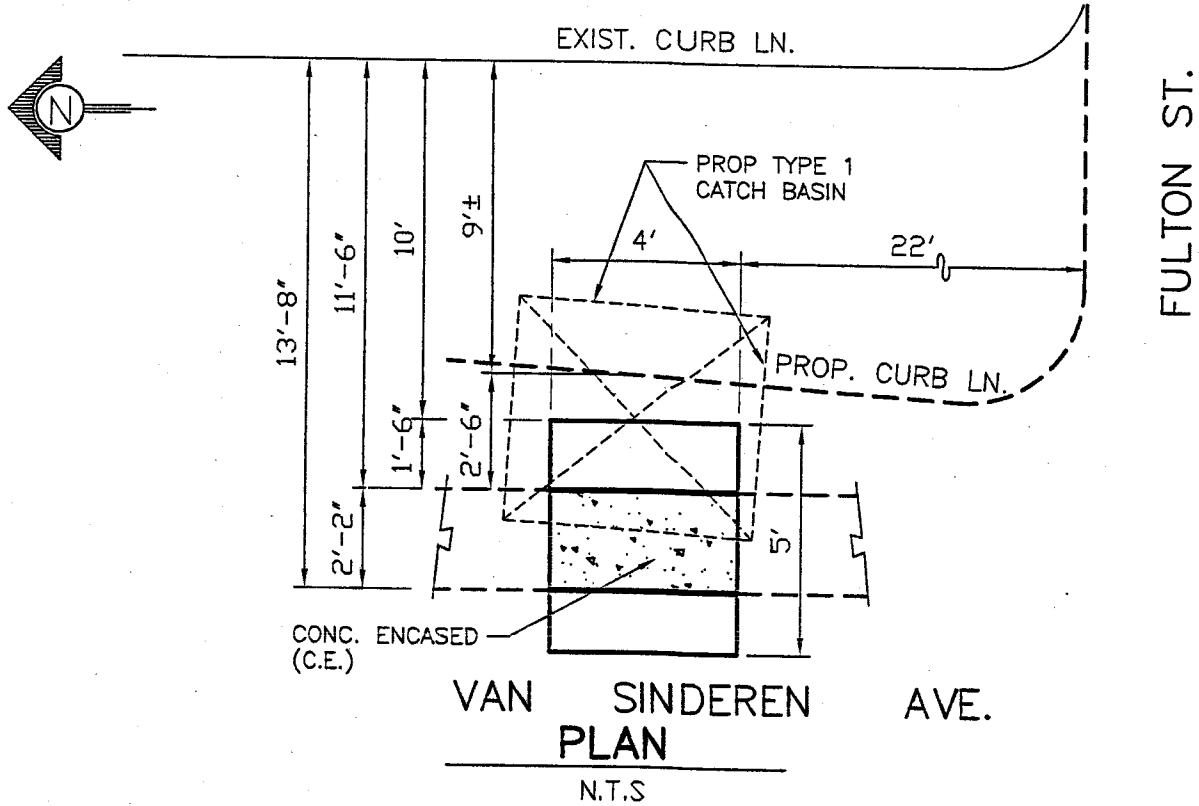 EXIST. CURB LN.
N
FULTON ST.
PROP TYPE 1
CATCH BASIN
4'
22'
9'±
10'
11'-6"
13'-8"
PROP. CURB LN.
1'-6"
2'-6"
2'-2"
5'
CONC. ENCASED
(C.E.)
VAN SINDEREN AVE.
PLAN
N.T.S